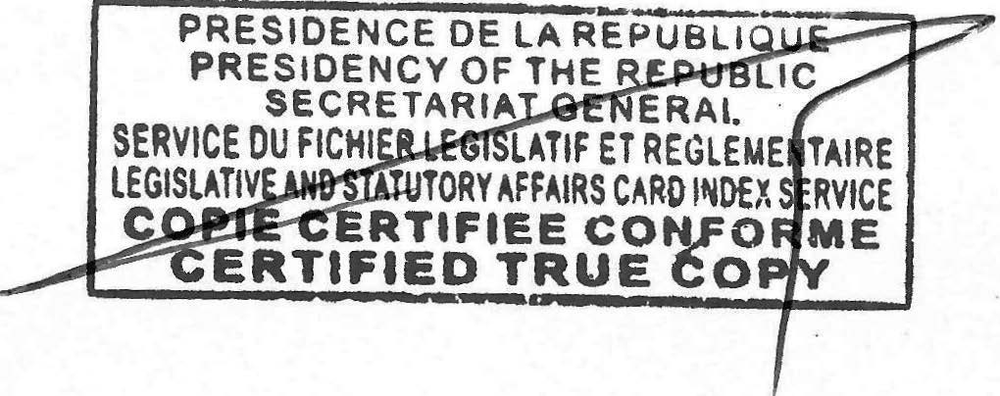 PRESIDENCE DE LA REPUBLIQUE
PRESIDENCY OF THE REPUBLIC
SECRETARIAT GENERAL
SERVICE DU FICHIER LEGISLATIF ET REGLEMENTAIRE
LEGISLATIVE AND STATUTORY AFFAIRS CARD INDEX SERVICE
COPIE CERTIFIEE CONFORME
CERTIFIED TRUE COPY